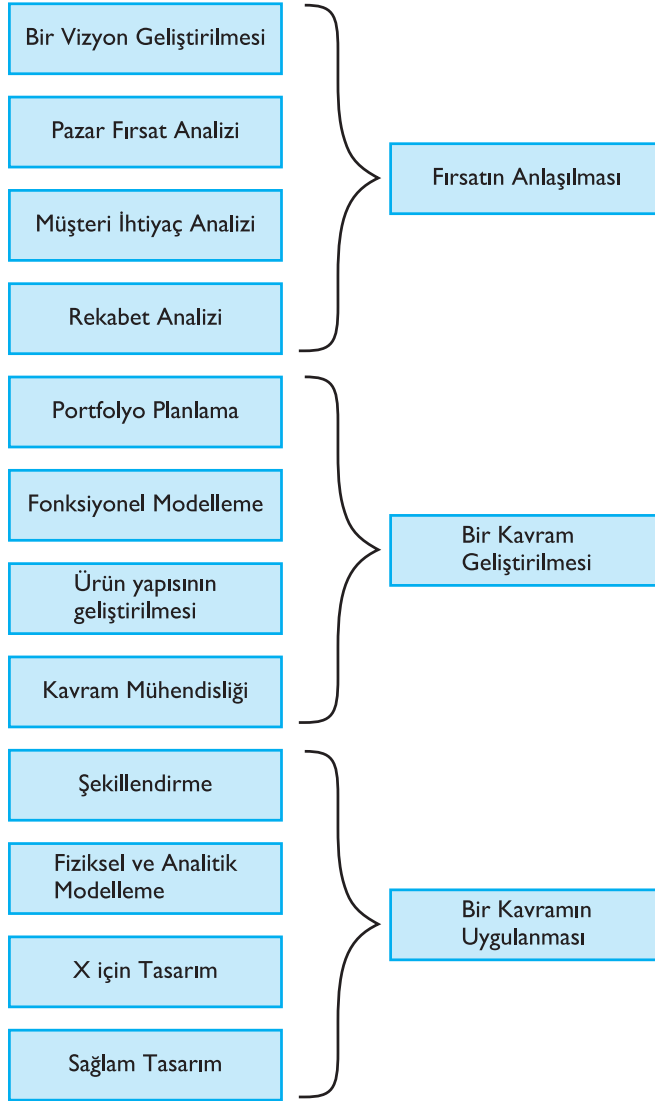 Bir Vizyon Geliştirilmesi
Pazar Fırsat Analizi
Müşteri İhtiyaç Analizi
Rekabet Analizi
Fırsatın Anlaşılması
Portfolyo Planlama
Fonksiyonel Modelleme
Ürün yapısının
geliştirilmesi
Kavram Mühendisliği
Bir Kavram
Geliştirilmesi
Şekillendirme
Fiziksel ve Analitik
Modelleme
X için Tasarım
Sağlam Tasarım
Bir Kavramın
Uygulanması